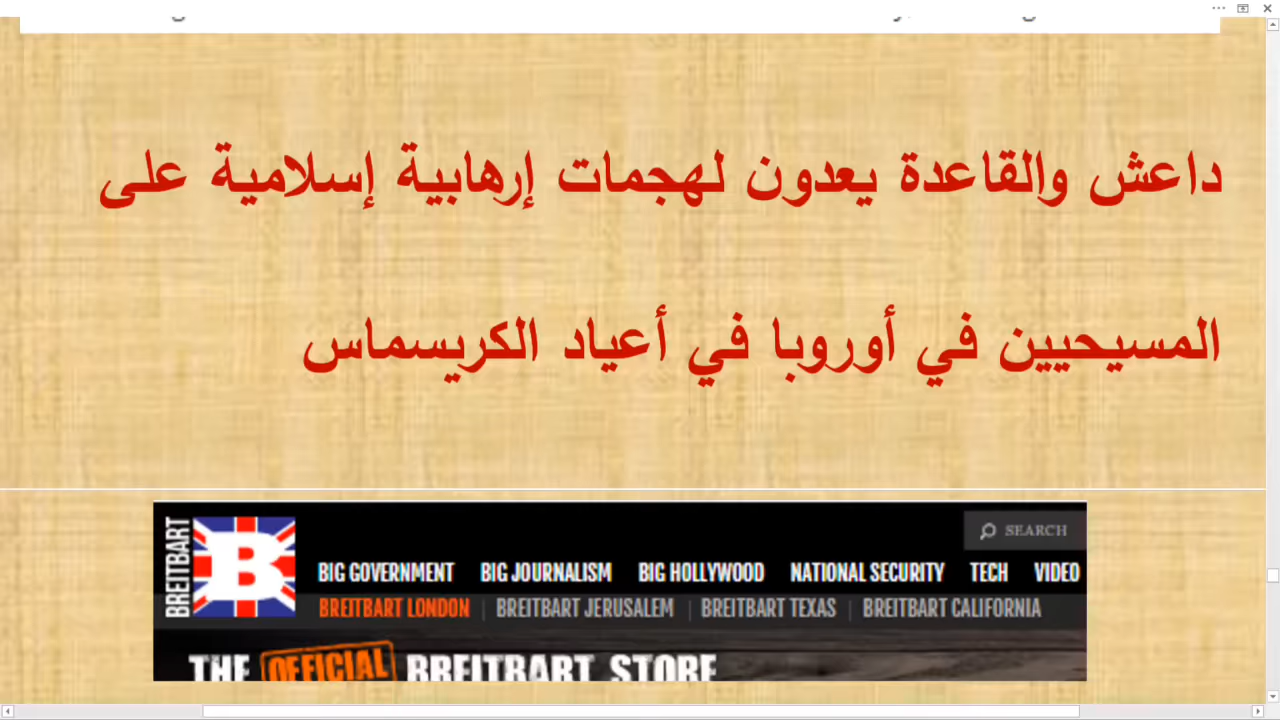 داعش والقاعدة يعدون لهجمات إرهابية إسلامية على
المسيحيين في أوروبا في أعياد الكريسماس
BREITBART
B
SEARCH
BIG GOVERNMENT BIG JOURNALISM BIG HOLLYWOOD NATIONAL SECURITY TECH VIDEO
BREITBART LONDON | BREITBART JERUSALEM | BREITBART TEXAS | BREITBART CALIFORNIA
THE OFFICIAL BREITBART STORE